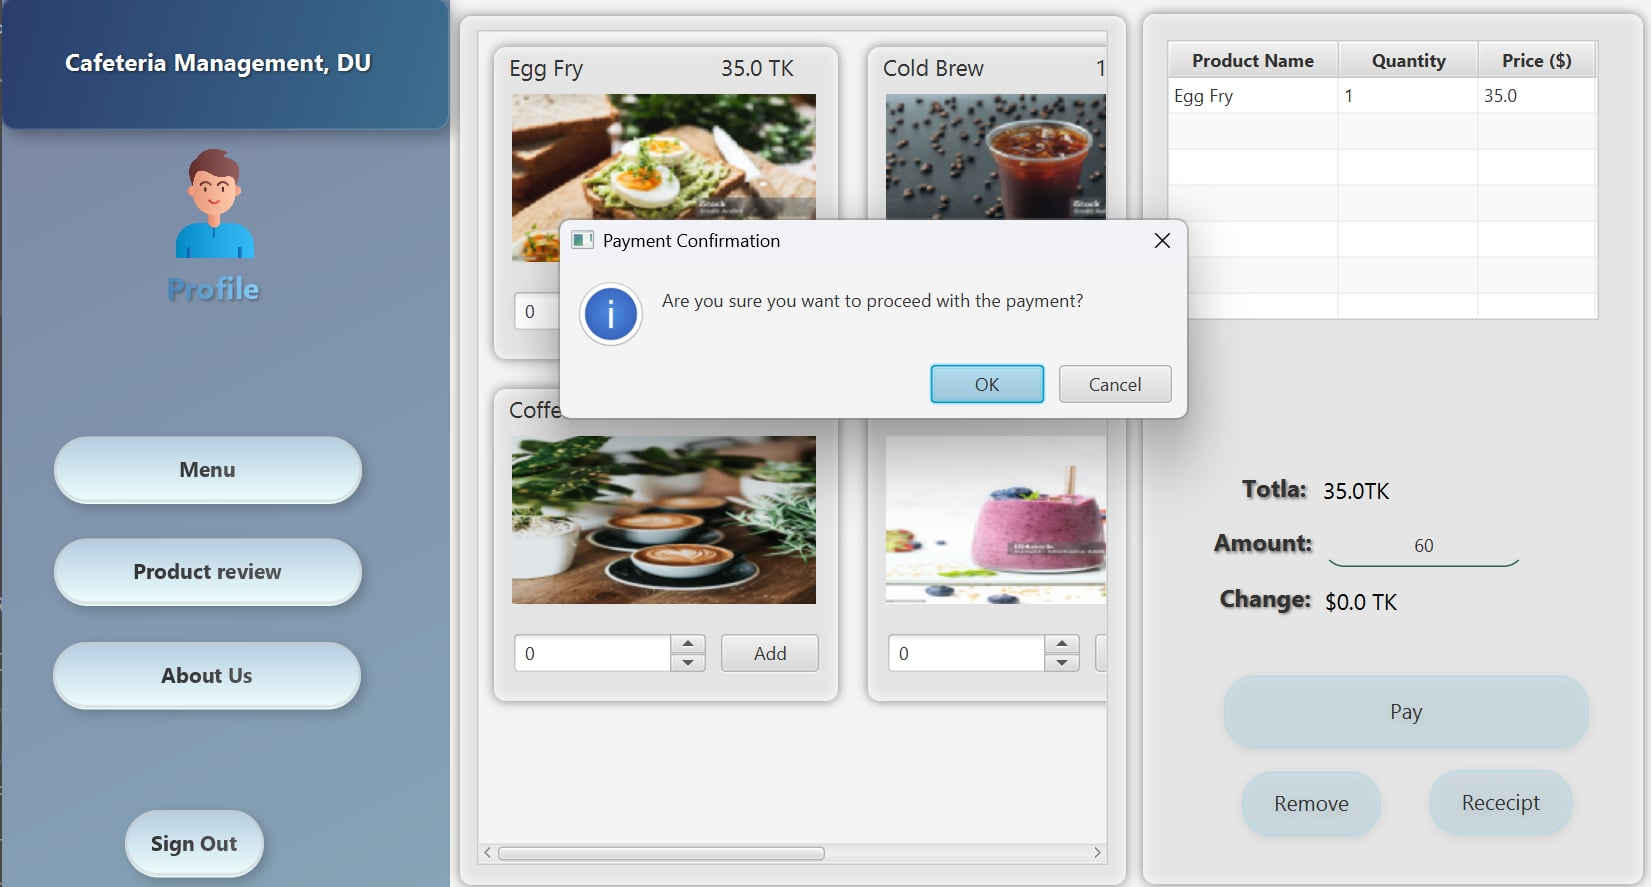 Cafeteria Management, DU
Profile
Menu
Product review
About Us
Sign Out
Egg Fry 35.0 TK
0
Cold Brew 1
iStock
iStock
Coffe
0 Add
0
Payment Confirmation
Are you sure you want to proceed with the payment?
OK Cancel
Product Name Quantity Price ($)
Egg Fry 1 35.0
Totla: 35.0TK
Amount: 60
Change: $0.0 TK
Pay
Remove Rececipt